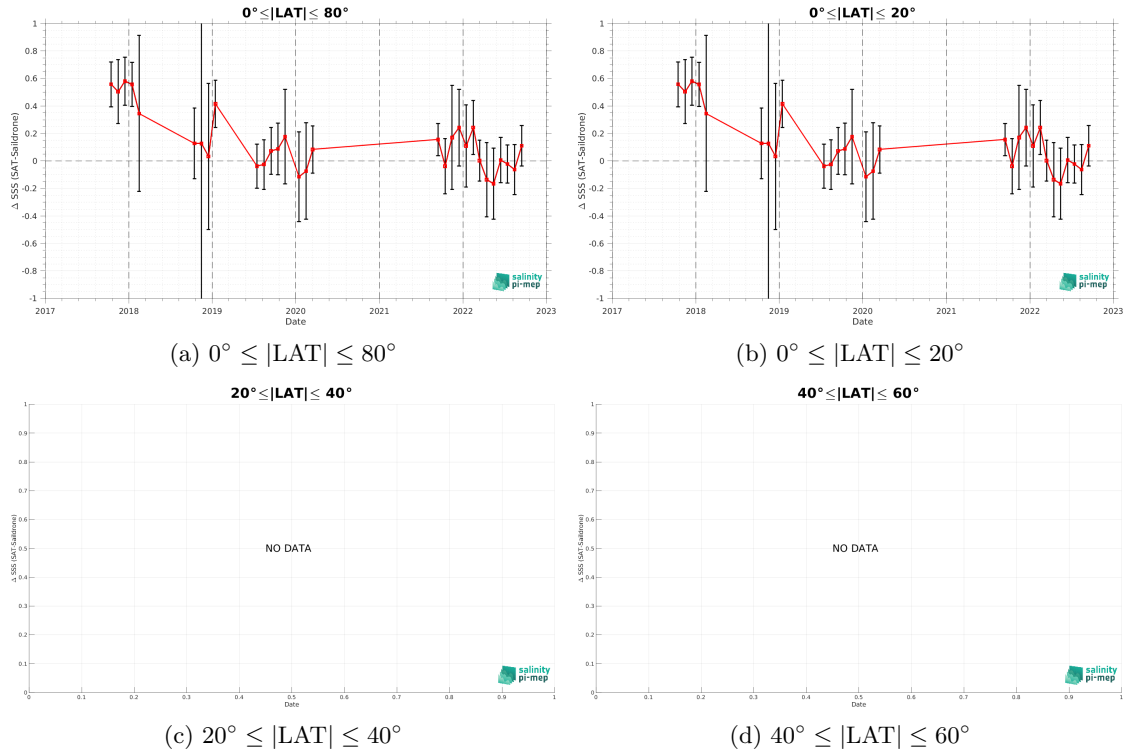 0°≤|LAT|≤ 80°
1
0.8
0.6
0.4
0.2
0
-0.2
-0.4
-0.6
-0.8
-1
Δ SSS (SAT-Saildrone)
2017 2018 2019 2020 2021 2022 2023
Date
salinity
pi-mep
(a) 0° ≤ |LAT| ≤ 80°
0°≤|LAT|≤ 20°
1
0.8
0.6
0.4
0.2
0
-0.2
-0.4
-0.6
-0.8
-1
Δ SSS (SAT-Saildrone)
2017 2018 2019 2020 2021 2022 2023
Date
salinity
pi-mep
(b) 0° ≤ |LAT| ≤ 20°
20°≤|LAT|≤ 40°
1
0.9
0.8
0.7
0.6
0.5
0.4
0.3
0.2
0.1
0
Δ SSS (SAT-Saildrone)
NO DATA
0 0.1 0.2 0.3 0.4 0.5 0.6 0.7 0.8 0.9 1
Date
salinity
pi-mep
(c) 20° ≤ |LAT| ≤ 40°
40°≤|LAT|≤ 60°
1
0.9
0.8
0.7
0.6
0.5
0.4
0.3
0.2
0.1
0
Δ SSS (SAT-Saildrone)
NO DATA
0 0.1 0.2 0.3 0.4 0.5 0.6 0.7 0.8 0.9 1
Date
salinity
pi-mep
(d) 40° ≤ |LAT| ≤ 60°